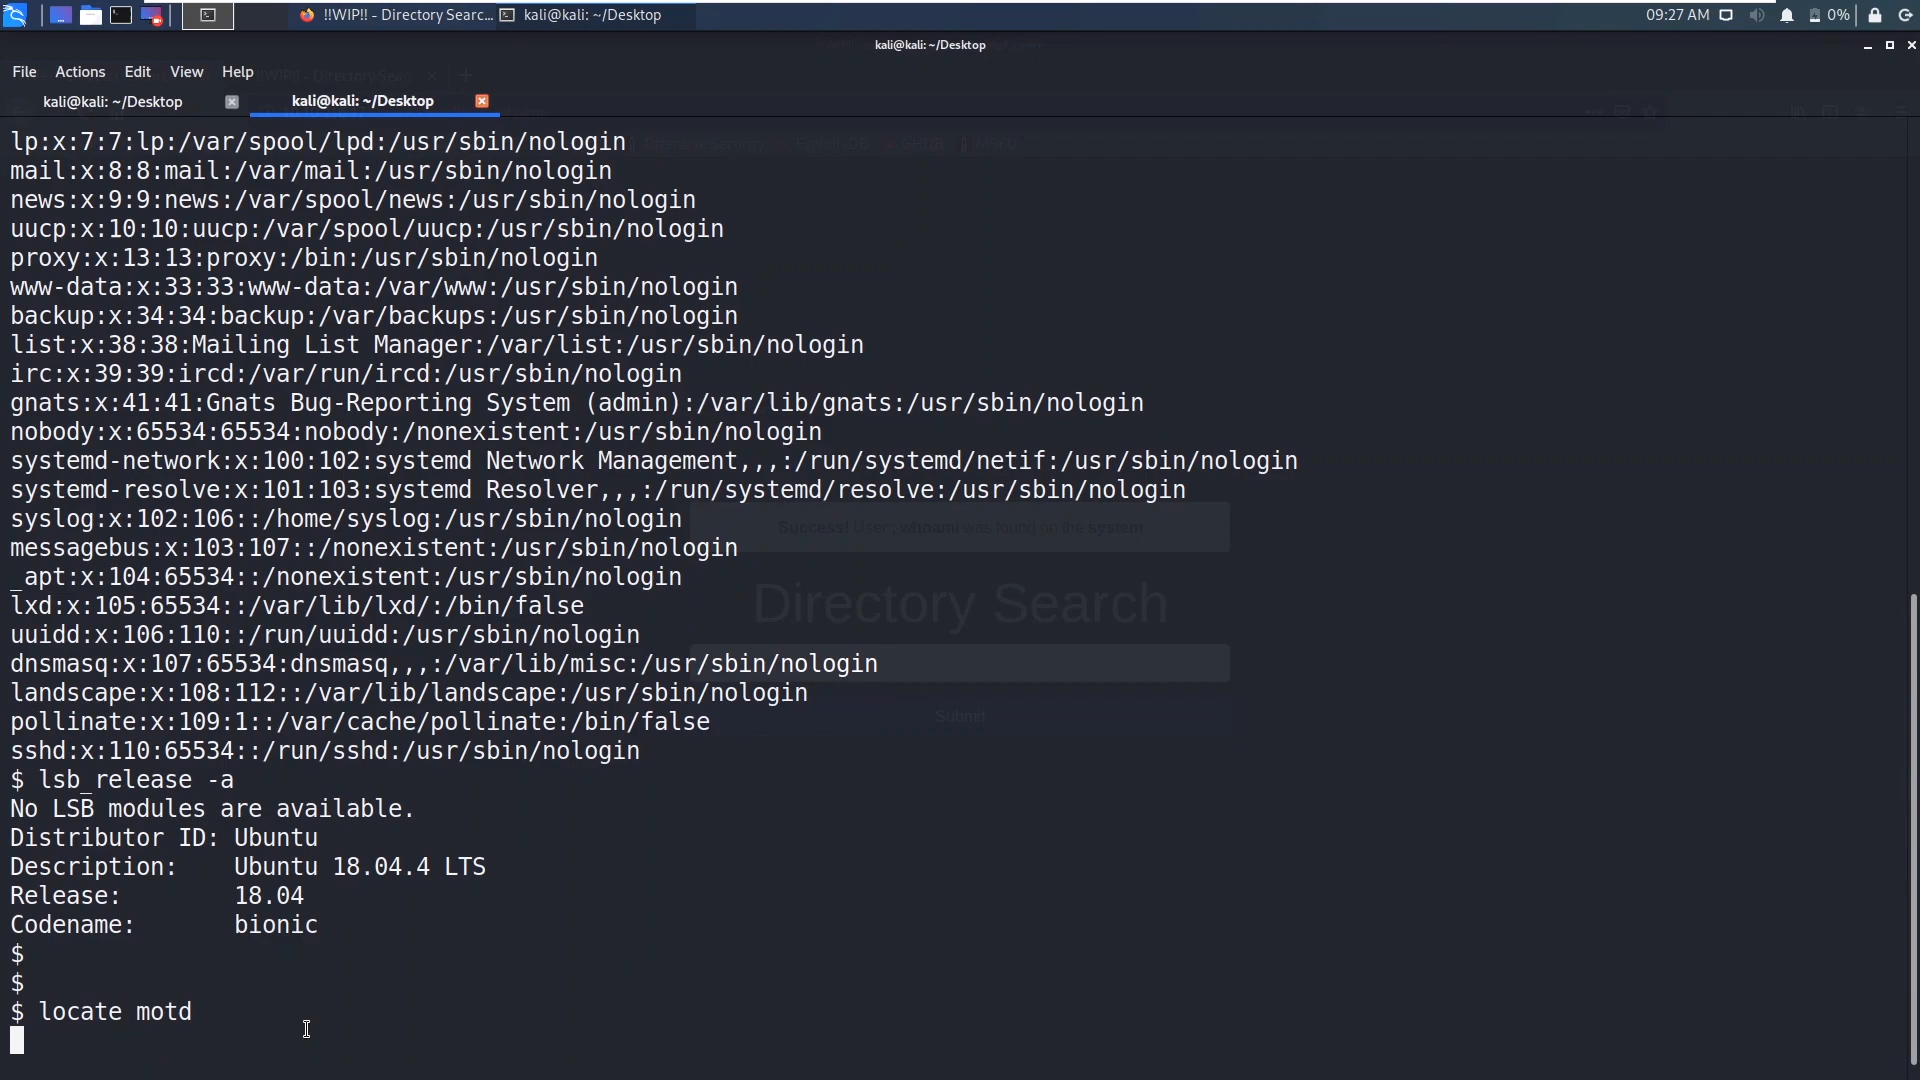 !!WIP!! - Directory Searc... kali@kali: ~/Desktop 09:27 AM 0%
kali@kali: ~/Desktop
File Actions Edit View Help
kali@kali: ~/Desktop kali@kali: ~/Desktop
lp:x:7:7:lp:/var/spool/lpd:/usr/sbin/nologin
mail:x:8:8:mail:/var/mail:/usr/sbin/nologin
news:x:9:9:news:/var/spool/news:/usr/sbin/nologin
uucp:x:10:10:uucp:/var/spool/uucp:/usr/sbin/nologin
proxy:x:13:13:proxy:/bin:/usr/sbin/nologin
www-data:x:33:33:www-data:/var/www:/usr/sbin/nologin
backup:x:34:34:backup:/var/backups:/usr/sbin/nologin
list:x:38:38:Mailing List Manager:/var/list:/usr/sbin/nologin
irc:x:39:39:ircd:/var/run/ircd:/usr/sbin/nologin
gnats:x:41:41:Gnats Bug-Reporting System (admin):/var/lib/gnats:/usr/sbin/nologin
nobody:x:65534:65534:nobody:/nonexistent:/usr/sbin/nologin
systemd-network:x:100:102:systemd Network Management,,,:/run/systemd/netif:/usr/sbin/nologin
systemd-resolve:x:101:103:systemd Resolver,,,:/run/systemd/resolve:/usr/sbin/nologin
syslog:x:102:106::/home/syslog:/usr/sbin/nologin
Success! User ; whoami was found on the system
messagebus:x:103:107::/nonexistent:/usr/sbin/nologin
_apt:x:104:65534::/nonexistent:/usr/sbin/nologin
lxd:x:105:65534::/var/lib/lxd/:/bin/false
Directory Search
uuidd:x:106:110::/run/uuidd:/usr/sbin/nologin
dnsmasq:x:107:65534:dnsmasq,,,:/var/lib/misc:/usr/sbin/nologin
landscape:x:108:112::/var/lib/landscape:/usr/sbin/nologin
pollinate:x:109:1::/var/cache/pollinate:/bin/false
Submit
sshd:x:110:65534::/run/sshd:/usr/sbin/nologin
$ lsb_release -a
No LSB modules are available.
Distributor ID: Ubuntu
Description: Ubuntu 18.04.4 LTS
Release: 18.04
Codename: bionic
$
$
$ locate motd